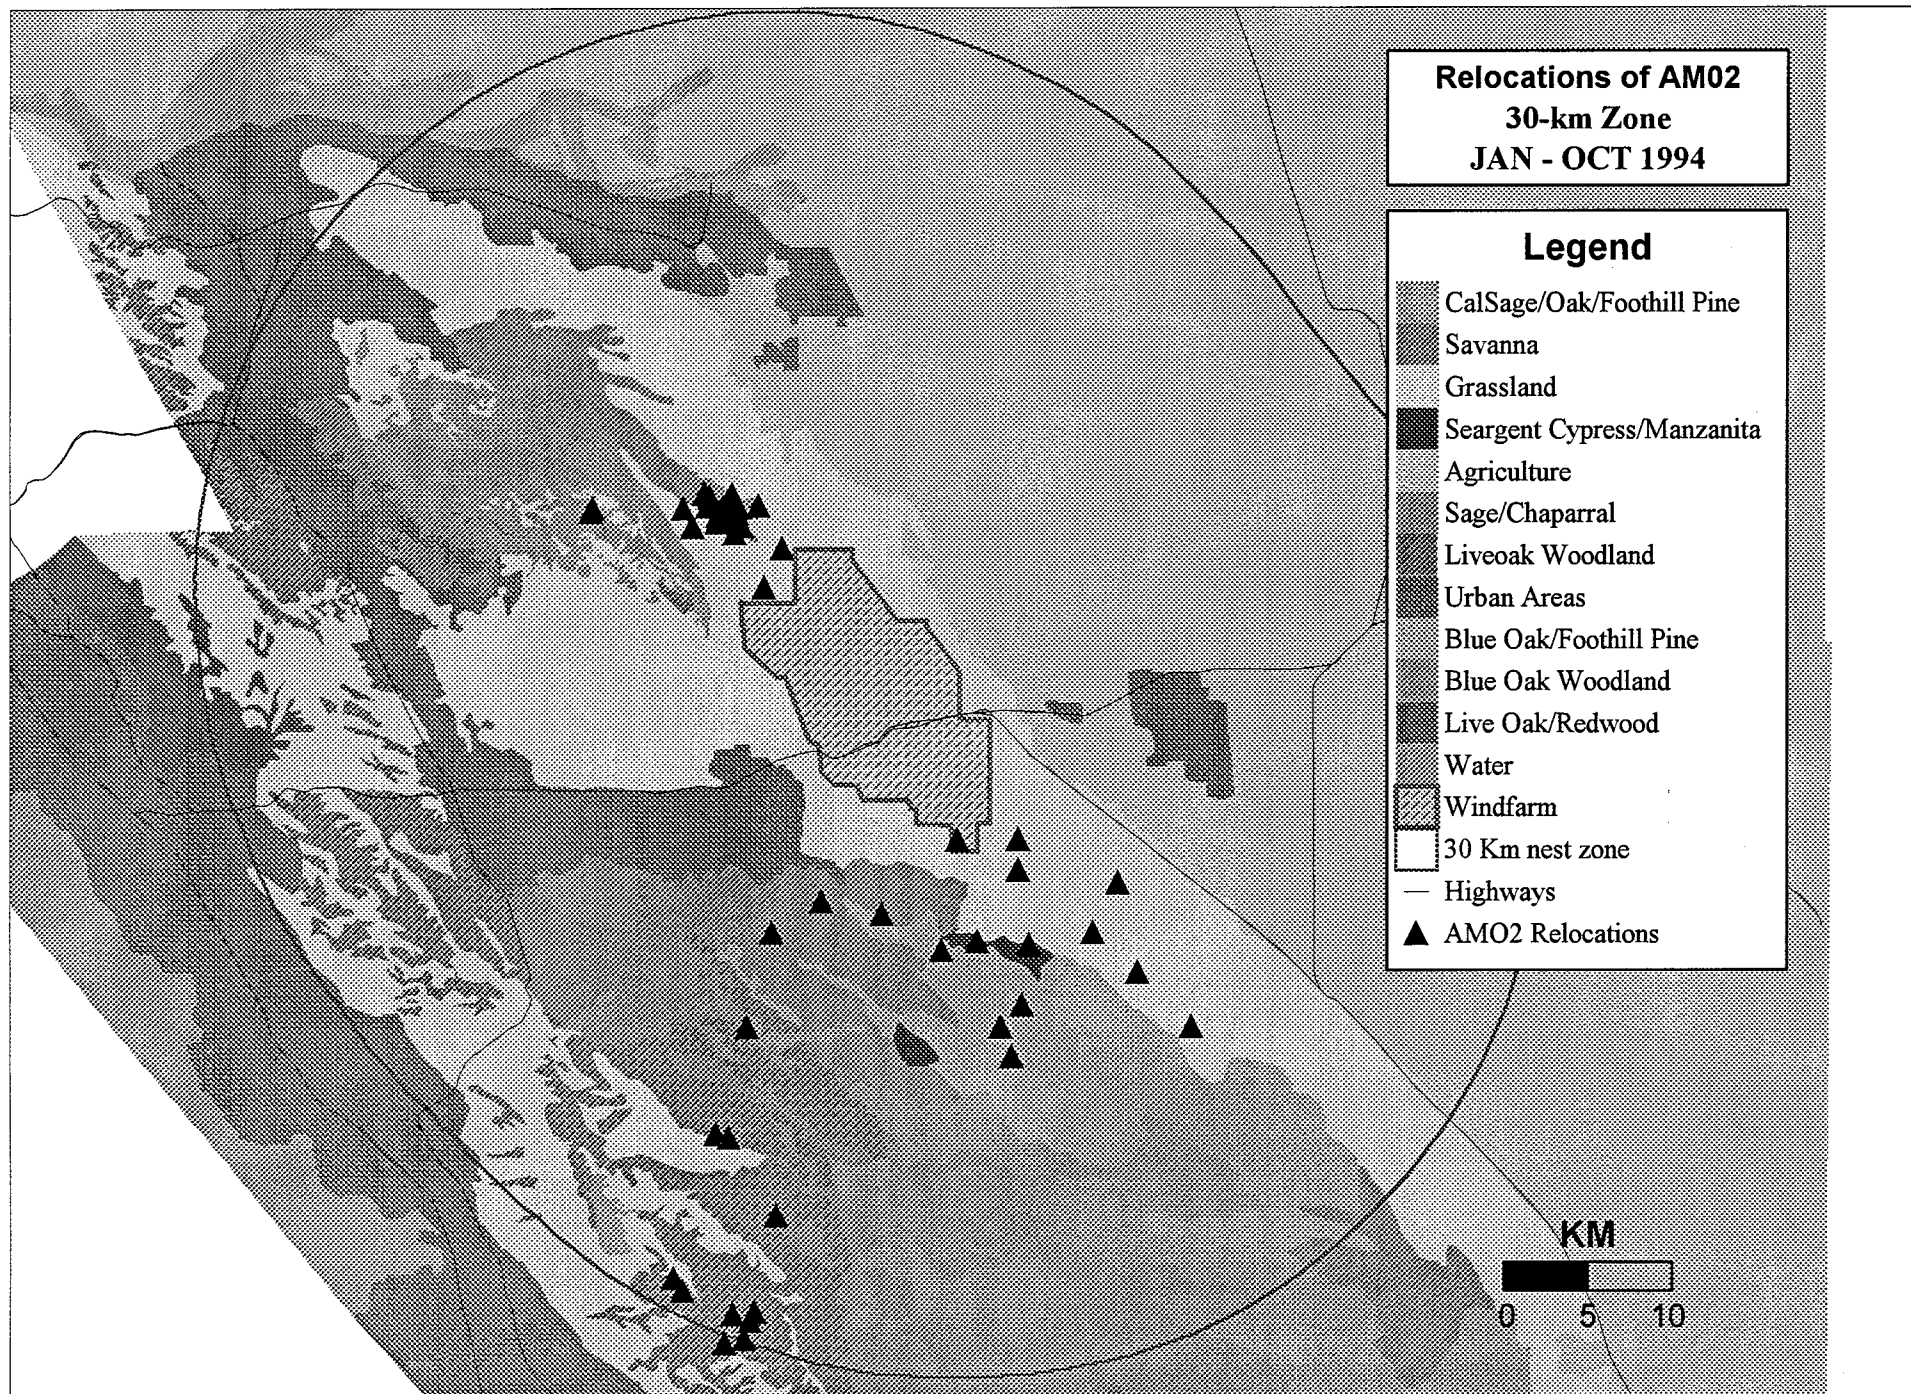 Relocations of AM02
30-km Zone
JAN - OCT 1994
Legend
CalSage/Oak/Foothill Pine
Savanna
Grassland
Seargent Cypress/Manzanita
Agriculture
Sage/Chaparral
Liveoak Woodland
Urban Areas
Blue Oak/Foothill Pine
Blue Oak Woodland
Live Oak/Redwood
Water
Windfarm
30 Km nest zone
Highways
AMO2 Relocations
KM
0 5 10